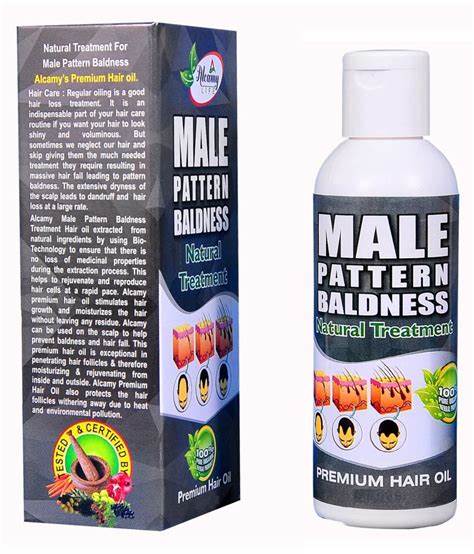 Natural Treatment For
Male Pattern Baldness
Alcamy's Premium Hair oil.
Hair Care : Regular oiling is a good
hair loss treatment. It is an
indispensable part of your hair care
routine if you want your hair to look
shiny and voluminous. But
sometimes we neglect our hair and
skip giving them the much needed
treatment they require resulting in
massive hair fall leading to pattern
baldness. The extensive dryness of
the scalp leads to dandruff and hair
loss at a large rate.
Alcamy Male Pattern Baldness
Treatment Hair oil extracted from
natural ingredients by using Bio-
Technology to ensure that there is
no loss of medicinal properties
during the extraction process. This
helps to rejuvenate and reproduce
hair cells at a rapid pace. Alcamy
premium hair oil stimulates hair
growth and moisturizes the hair
without leaving any residue. Alcamy
can be used on the scalp to help
prevent baldness and hair fall. This
premium hair oil is exceptional in
penetrating hair follicles & therefore
moisturizing & rejuvenating from
inside and outside. Alcamy Premium
Hair Oil also protects the hair
follicles withering away due to heat
and environmental pollution.
TESTED & CERTIFIED BY
Alcamy
LIFE
MALE
PATTERN
BALDNESS
Natural
Treatment
100%
Premium Hair Oil
MALE
PATTERN
BALDNESS
Natural Treatment
100%
PREMIUM HAIR OIL